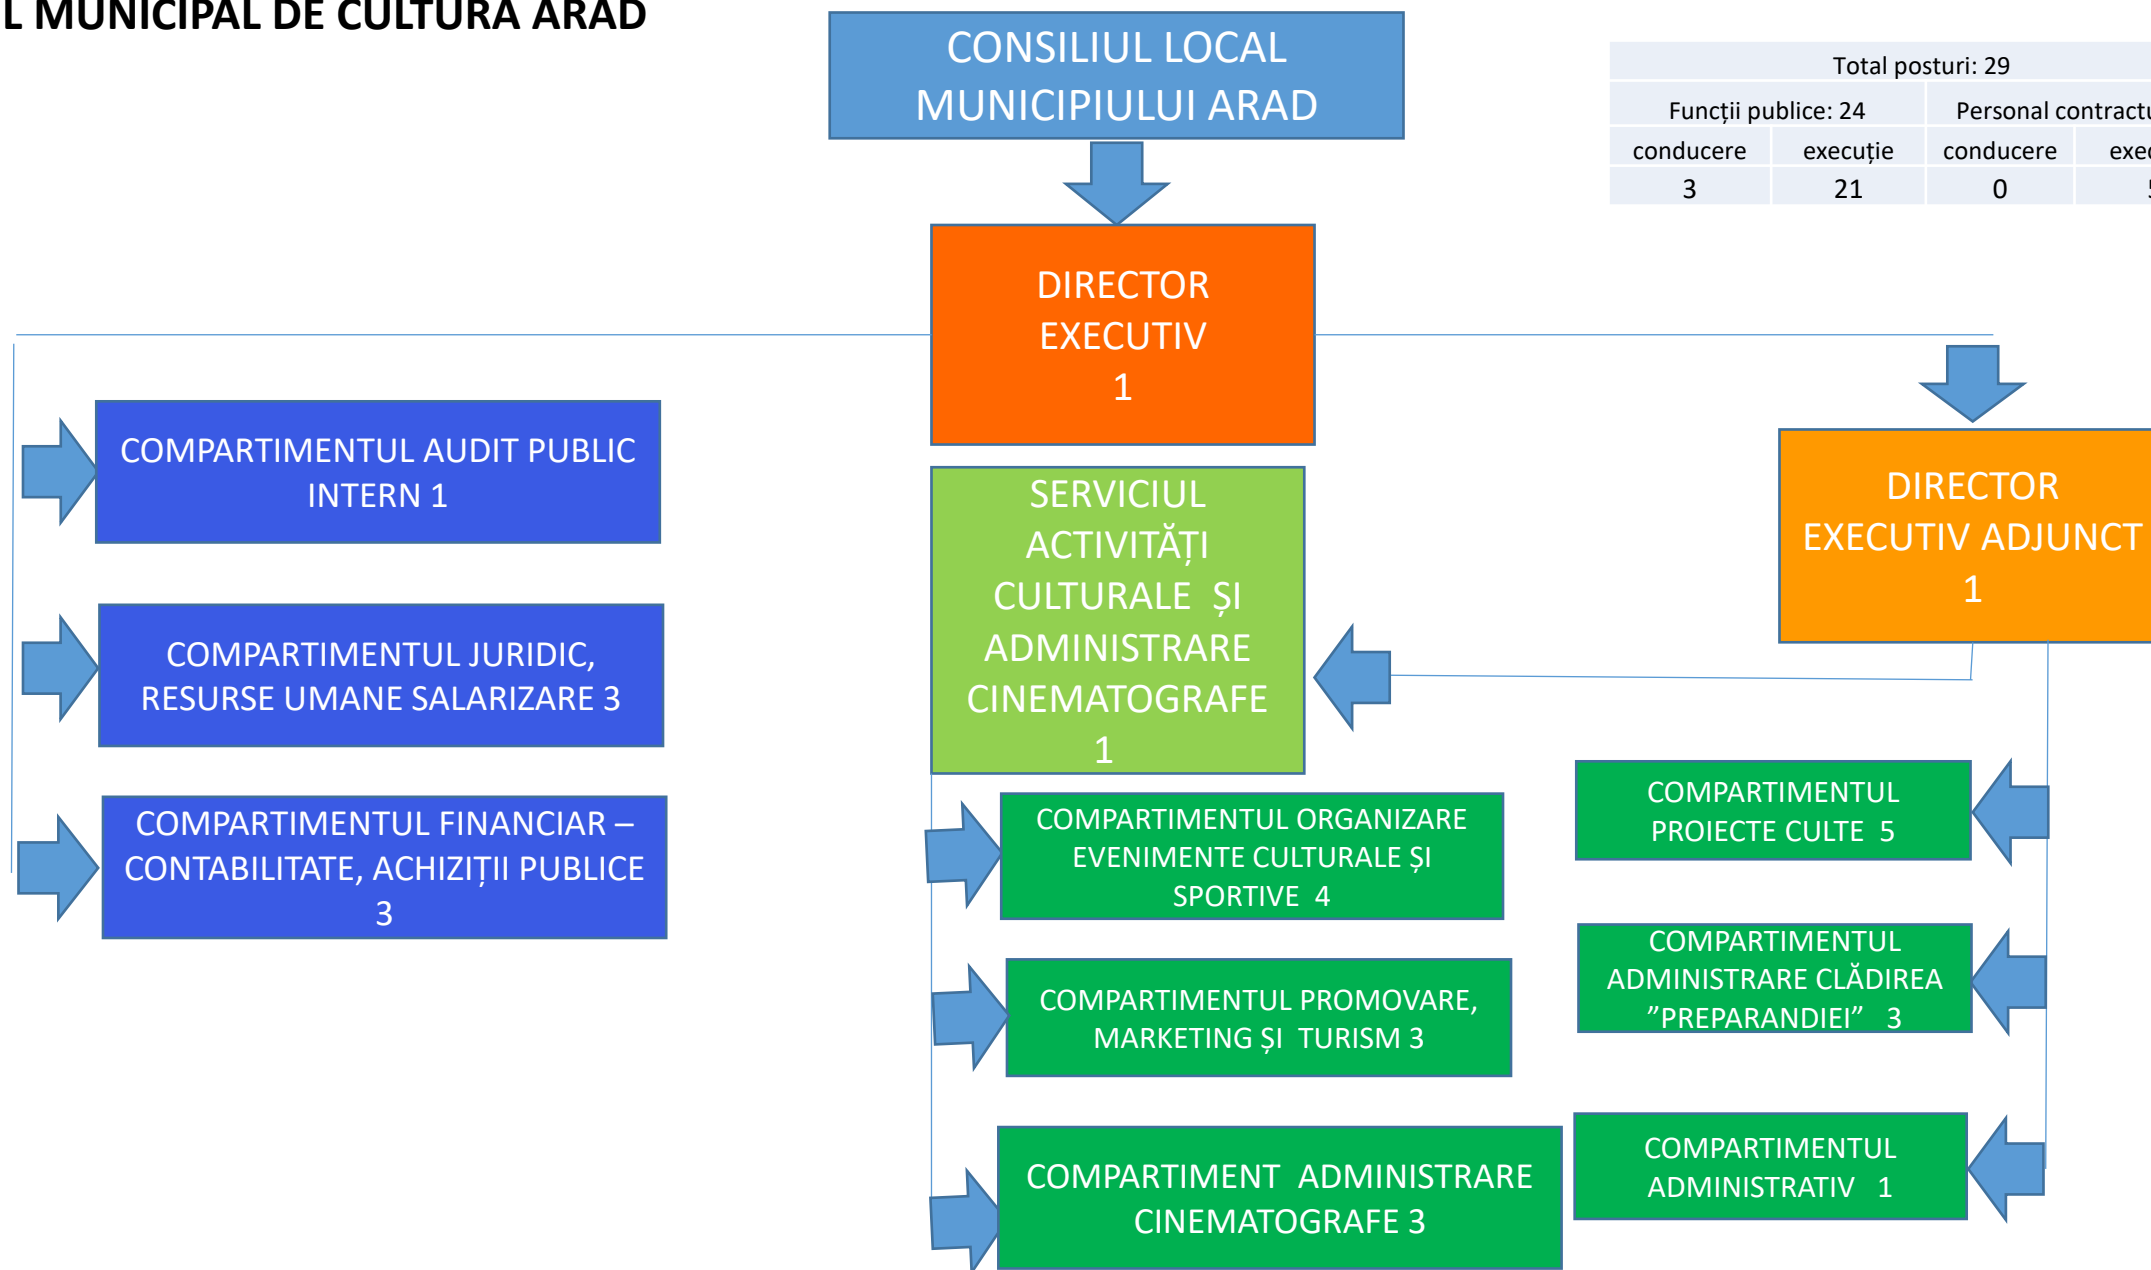 L MUNICIPAL DE CULTURĂ ARAD
CONSILIUL LOCAL
MUNICIPIULUI ARAD
Total posturi: 29
Funcții publice: 24 Personal
conducere execuție conducere
3 21 0
DIRECTOR
EXECUTIV
1
COMPARTIMENTUL AUDIT PUBLIC
INTERN 1
COMPARTIMENTUL JURIDIC,
RESURSE UMANE SALARIZARE 3
COMPARTIMENTUL FINANCIAR –
CONTABILITATE, ACHIZIȚII PUBLICE
3
SERVICIUL
ACTIVITĂȚI
CULTURALE ȘI
ADMINISTRARE
CINEMATOGRAFE
1
DIRECTOR
EXECUTIV ADJUNCT
1
COMPARTIMENTUL ORGANIZARE
EVENIMENTE CULTURALE ȘI
SPORTIVE 4
COMPARTIMENTUL PROMOVARE,
MARKETING ȘI TURISM 3
COMPARTIMENT ADMINISTRARE
CINEMATOGRAFE 3
COMPARTIMENTUL
PROIECTE CULTE 5
COMPARTIMENTUL
ADMINISTRARE CLĂDIREA
”PREPARANDIEI” 3
COMPARTIMENTUL
ADMINISTRATIV 1